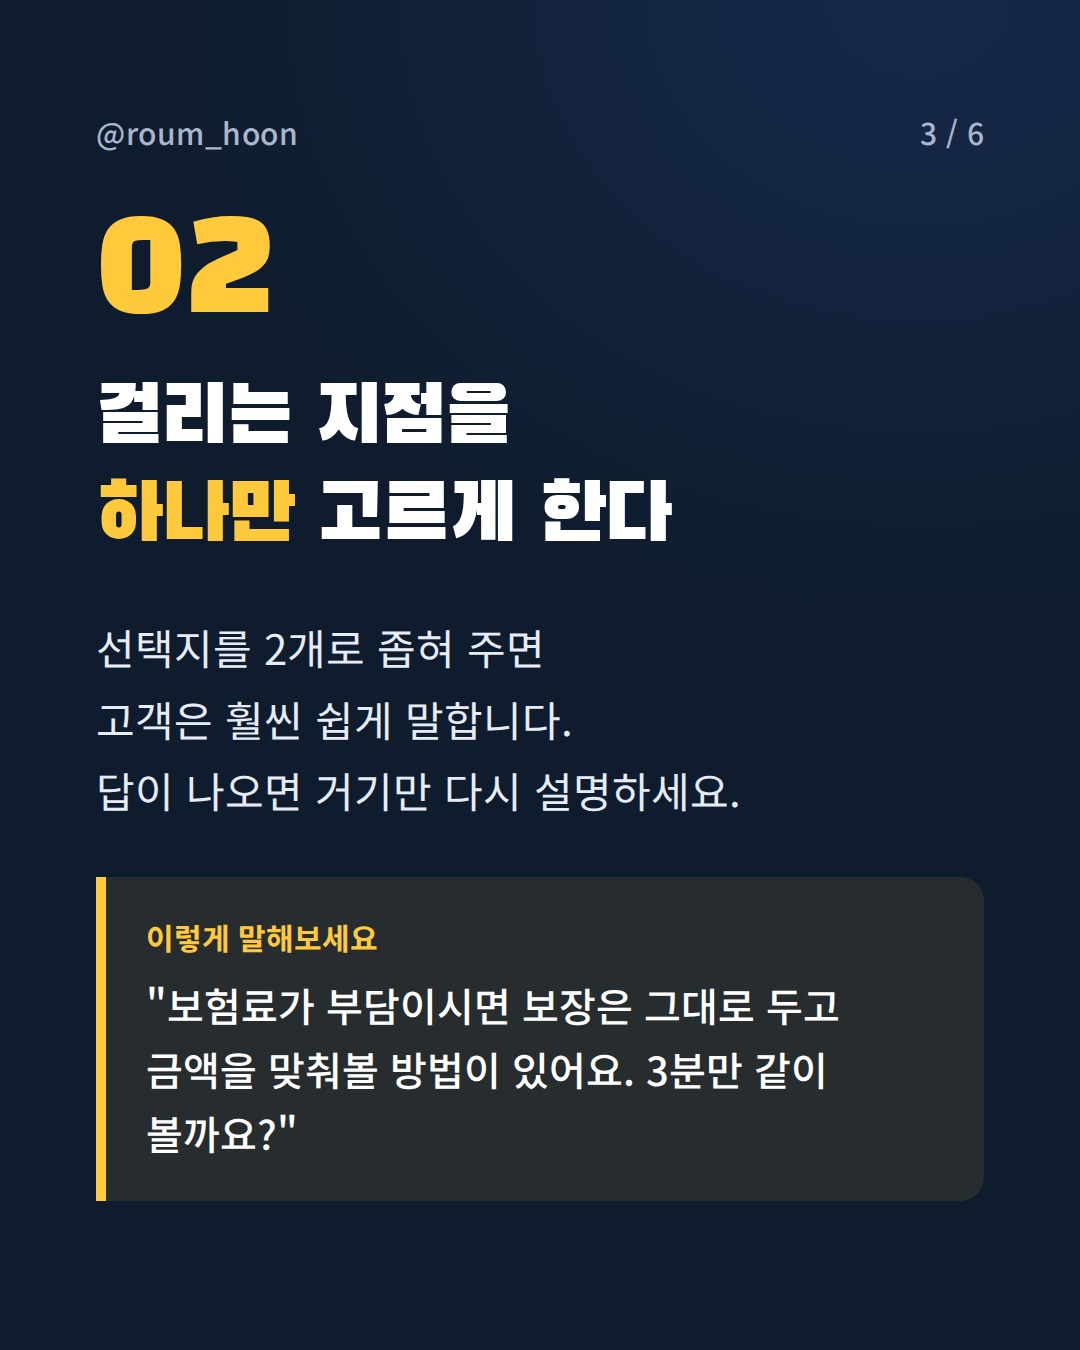 @roum_hoon
3 / 6
02
걸리는 지점을
하나만 고르게 한다
선택지를 2개로 좁혀 주면
고객은 훨씬 쉽게 말합니다.
답이 나오면 거기만 다시 설명하세요.
이렇게 말해보세요
"보험료가 부담이시면 보장은 그대로 두고
금액을 맞춰볼 방법이 있어요. 3분만 같이
볼까요?"